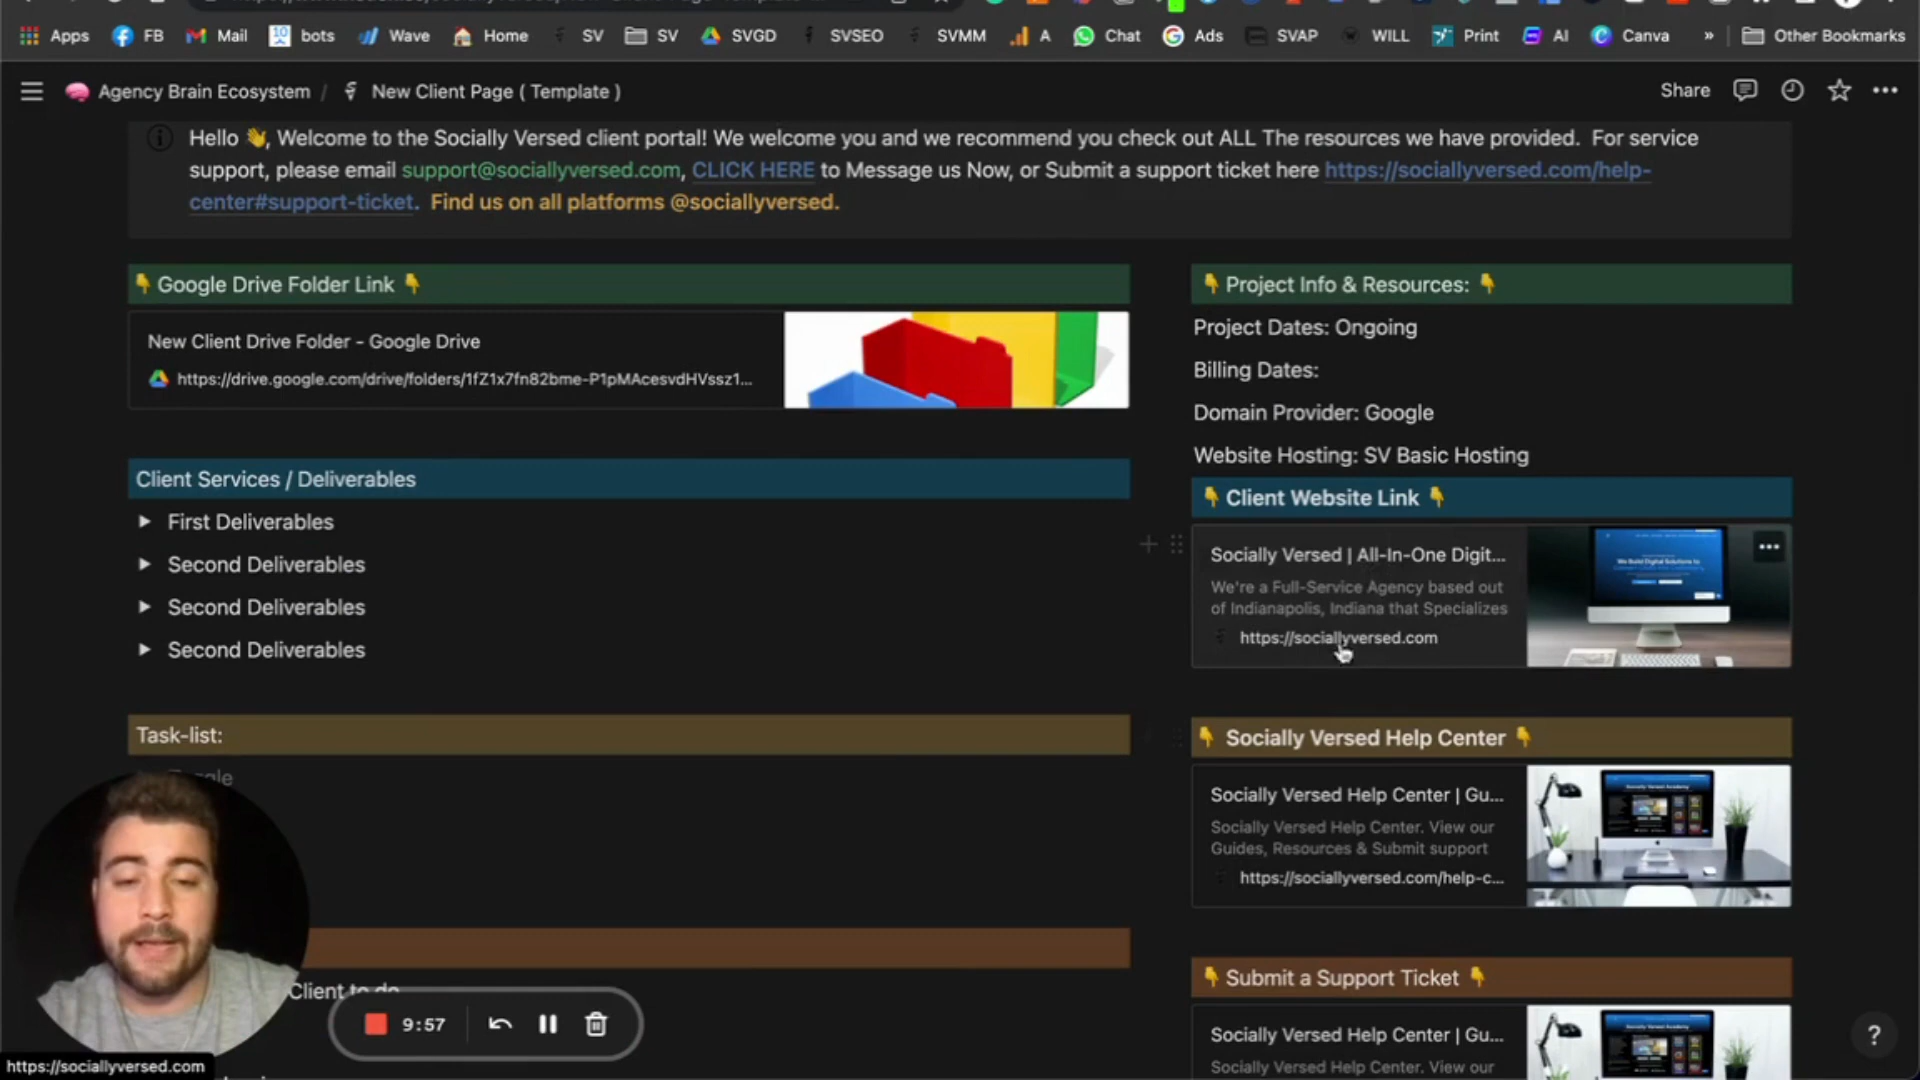 Apps FB Mail bots Wave Home SV SV SVGD SVSEO SVMM A Chat Ads SVAP WILL Print AI Canva » Other Bookmarks
Agency Brain Ecosystem / New Client Page ( Template ) Share
Hello 👋, Welcome to the Socially Versed client portal! We welcome you and we recommend you check out ALL The resources we have provided. For service
support, please email support@sociallyversed.com, CLICK HERE to Message us Now, or Submit a support ticket here https://sociallyversed.com/help-
center#support-ticket. Find us on all platforms @sociallyversed.
👇 Google Drive Folder Link 👇
New Client Drive Folder - Google Drive
https://drive.google.com/drive/folders/1fZ1x7fn82bme-P1pMAcesvdHVssz1...
Client Services / Deliverables
First Deliverables
Second Deliverables
Second Deliverables
Second Deliverables
Task-list:
Client to do
9:57
https://sociallyversed.com
👇 Project Info & Resources: 👇
Project Dates: Ongoing
Billing Dates:
Domain Provider: Google
Website Hosting: SV Basic Hosting
👇 Client Website Link 👇
Socially Versed | All-In-One Digit...
We're a Full-Service Agency based out
of Indianapolis, Indiana that Specializes
https://sociallyversed.com
👇 Socially Versed Help Center 👇
Socially Versed Help Center | Gu...
Socially Versed Help Center. View our
Guides, Resources & Submit support
https://sociallyversed.com/help-c...
👇 Submit a Support Ticket 👇
Socially Versed Help Center | Gu...
Socially Versed Help Center. View our
?